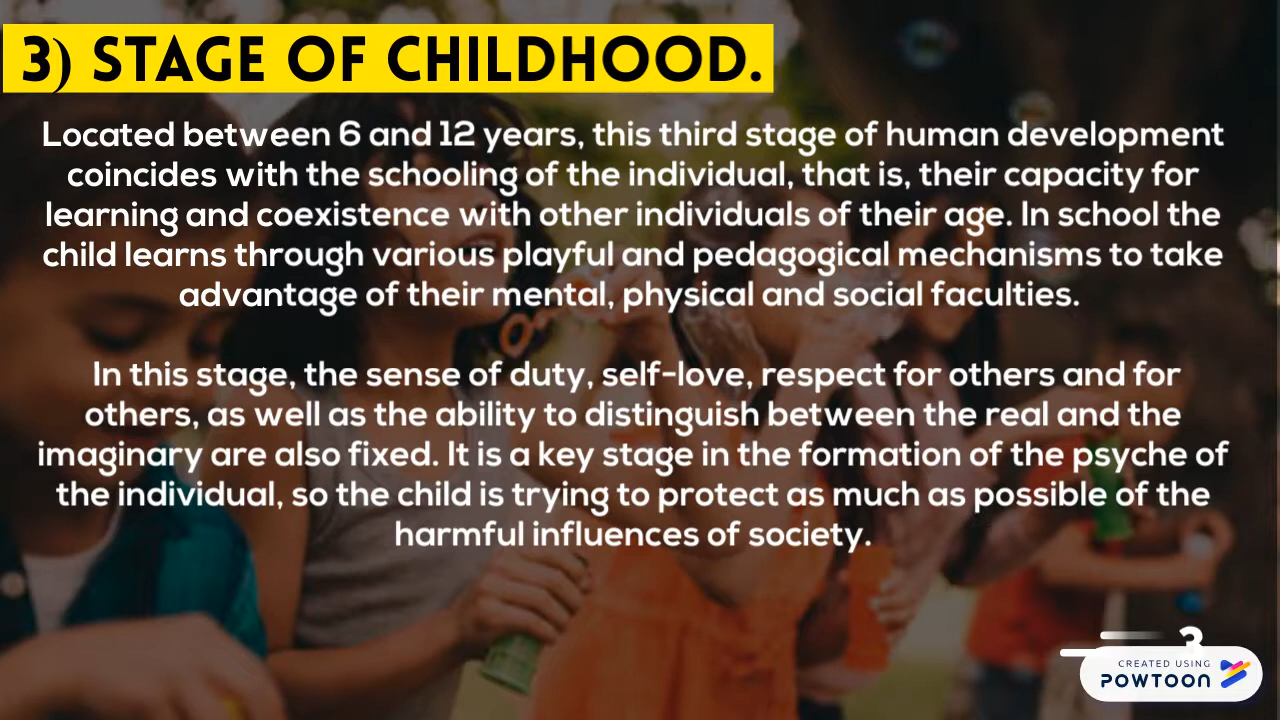 3) STAGE OF CHILDHOOD.
Located between 6 and 12 years, this third stage of human development
coincides with the schooling of the individual, that is, their capacity for
learning and coexistence with other individuals of their age. In school the
child learns through various playful and pedagogical mechanisms to take
advantage of their mental, physical and social faculties.
In this stage, the sense of duty, self-love, respect for others and for
others, as well as the ability to distinguish between the real and the
imaginary are also fixed. It is a key stage in the formation of the psyche of
the individual, so the child is trying to protect as much as possible of the
harmful influences of society.
3
CREATED USING
POWTOON